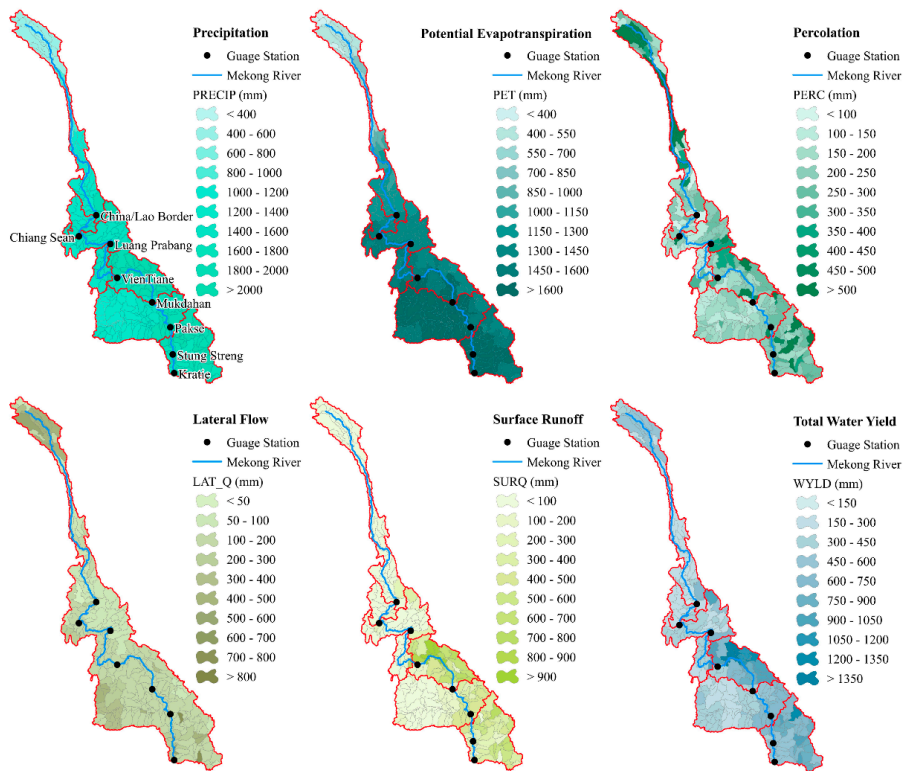 Precipitation
Guage Station
Mekong River
PRECIP (mm)
< 400
400 - 600
600 - 800
800 - 1000
1000 - 1200
1200 - 1400
1400 - 1600
1600 - 1800
1800 - 2000
> 2000
China/Lao Border
Chiang Sean
Luang Prabang
VienTiane
Mukdahan
Pakse
Stung Streng
Kratie
Potential Evapotranspiration
Guage Station
Mekong River
PET (mm)
< 400
400 - 550
550 - 700
700 - 850
850 - 1000
1000 - 1150
1150 - 1300
1300 - 1450
1450 - 1600
> 1600
Percolation
Guage Station
Mekong River
PERC (mm)
< 100
100 - 150
150 - 200
200 - 250
250 - 300
300 - 350
350 - 400
400 - 450
450 - 500
> 500
Lateral Flow
Guage Station
Mekong River
LAT_Q (mm)
< 50
50 - 100
100 - 200
200 - 300
300 - 400
400 - 500
500 - 600
600 - 700
700 - 800
> 800
Surface Runoff
Guage Station
Mekong River
SURQ (mm)
< 100
100 - 200
200 - 300
300 - 400
400 - 500
500 - 600
600 - 700
700 - 800
800 - 900
> 900
Total Water Yield
Guage Station
Mekong River
WYLD (mm)
< 150
150 - 300
300 - 450
450 - 600
600 - 750
750 - 900
900 - 1050
1050 - 1200
1200 - 1350
> 1350